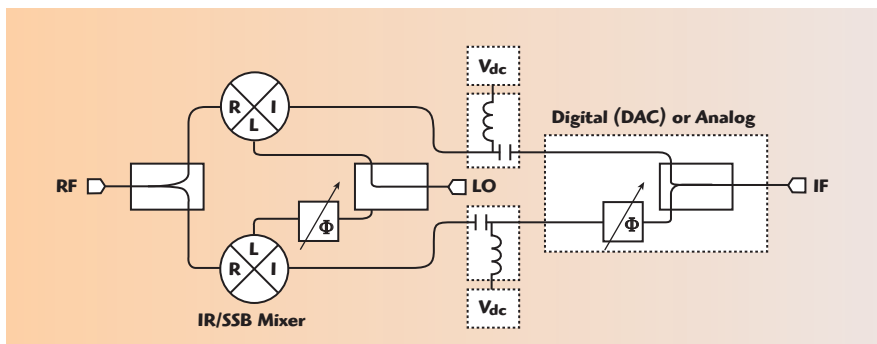 Vdc
Digital (DAC) or Analog
R I
L
RF
LO
IF
Φ
Φ
L
R I
Vdc
IR/SSB Mixer